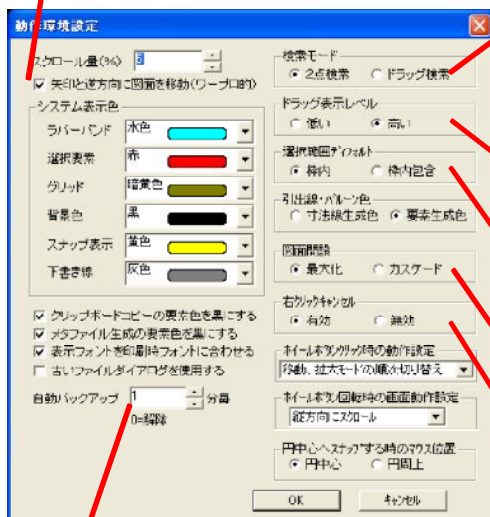 動作環境設定
スクロール量(%)
矢印と逆方向に図面を移動(ワープロ的)
システム表示色
ラバーバンド 水色
選択要素 赤
グリッド 暗黄色
背景色 黒
スナップ表示 黄色
下書き線 灰色
クリップボードコピーの要素色を黒にする
メタファイル生成の要素色を黒にする
表示フォントを印刷時フォントに合わせる
古いファイルダイアログを使用する
自動バックアップ 1 分毎
0=解除
検索モード
2点検索 ドラッグ検索
ドラッグ表示レベル
低い 高い
選択範囲ディフォルト
枠内 枠内包含
引出線・バルーン色
寸法線生成色 要素生成色
図面開設
最大化 カスケード
右クリックキャンセル
有効 無効
ホイールボタンクリック時の動作設定
移動、拡大モードの順次切り替え
ホイールボタン回転時の画面動作設定
縦方向にスクロール
円中心へスナップする時のマウス位置
円中心 円周上
OK キャンセル